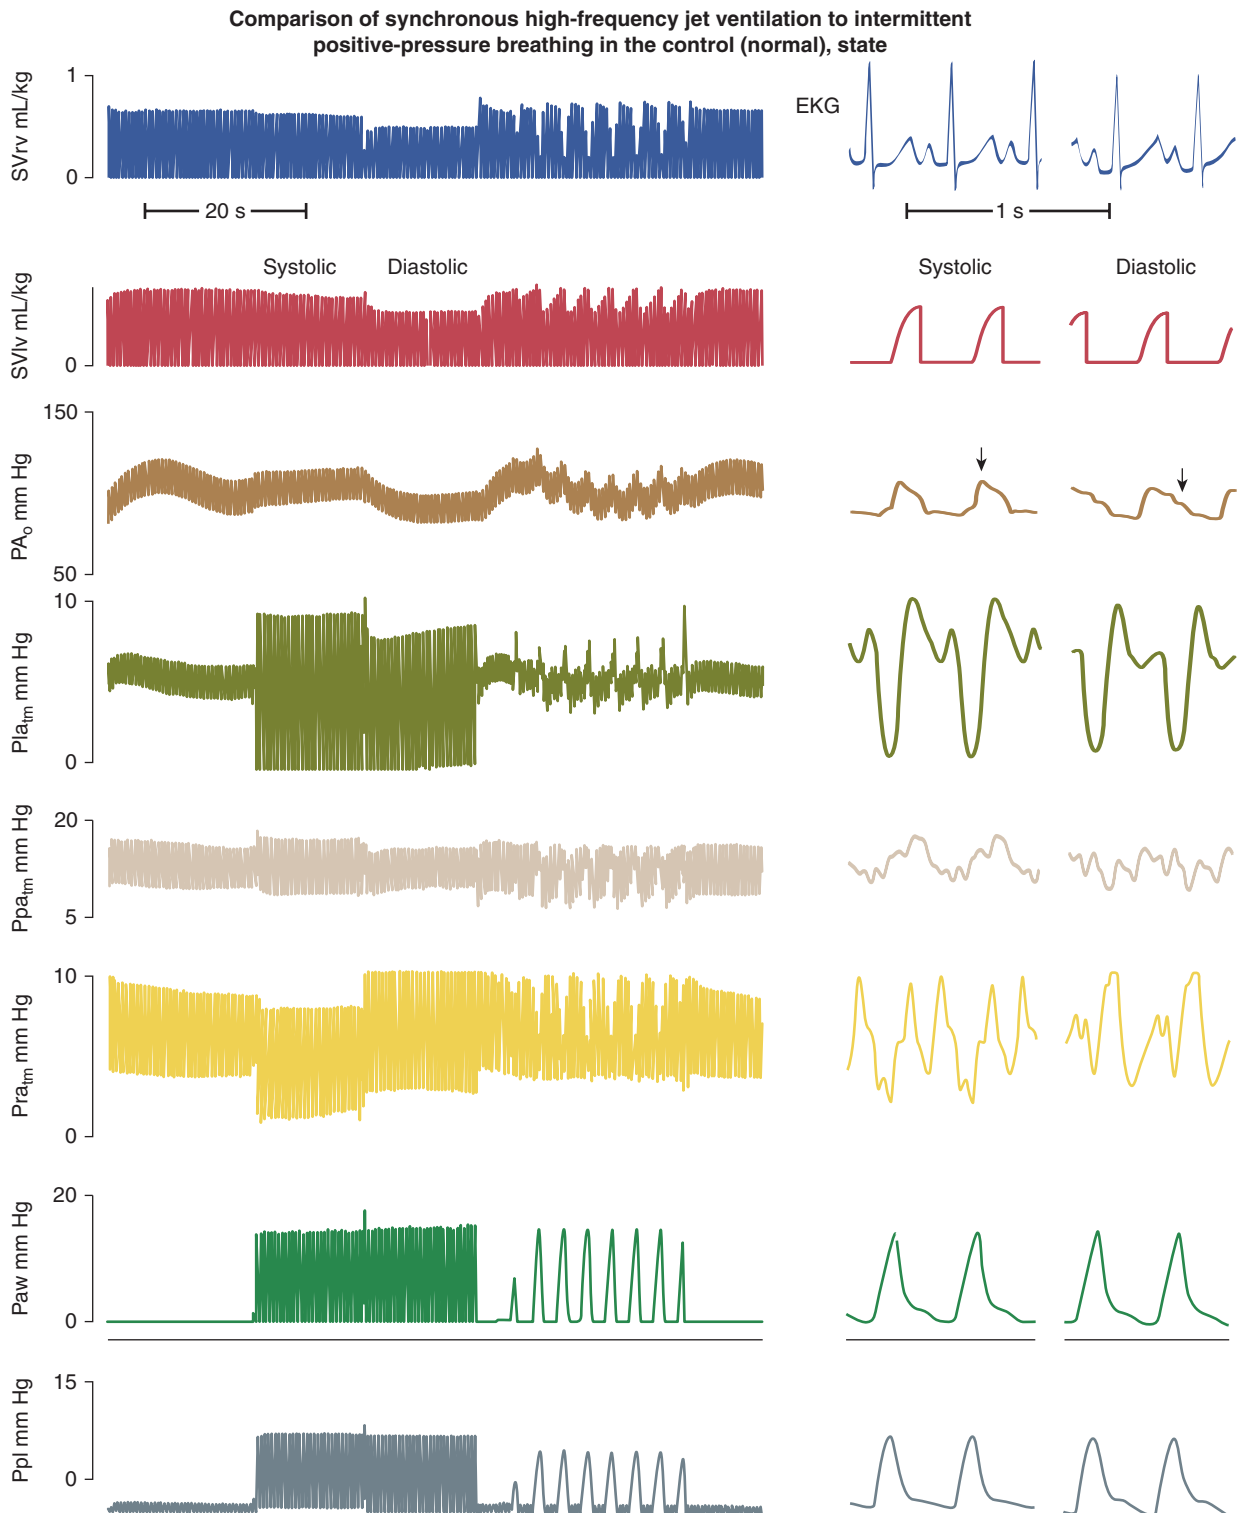 Comparison of synchronous high-frequency jet ventilation to intermittent
positive-pressure breathing in the control (normal), state
SVrv mL/kg
1
0
EKG
20 s
1 s
Systolic
Diastolic
Systolic
Diastolic
SVlv mL/kg
0
PAo mm Hg
150
50
Platm mm Hg
10
0
Ppatm mm Hg
20
5
Pratm mm Hg
10
0
Paw mm Hg
20
0
Ppl mm Hg
15
0